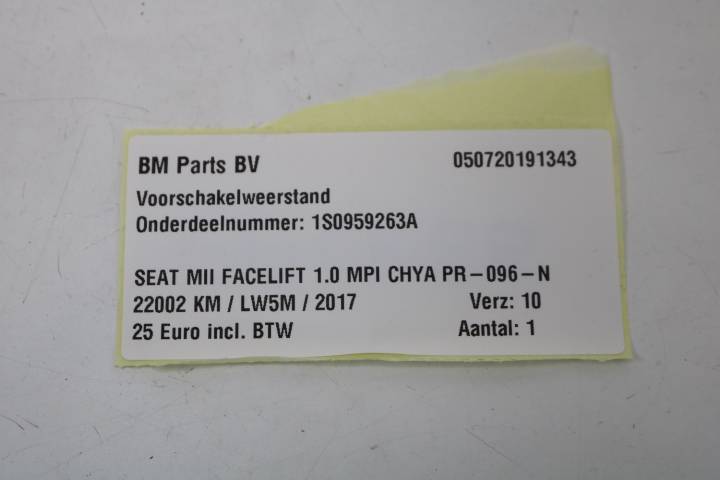 BM Parts BV 050720191343
Voorschakelweerstand
Onderdeelnummer: 1S0959263A
SEAT MII FACELIFT 1.0 MPI CHYA PR-096-N
22002 KM / LW5M / 2017 Verz: 10
25 Euro incl. BTW Aantal: 1